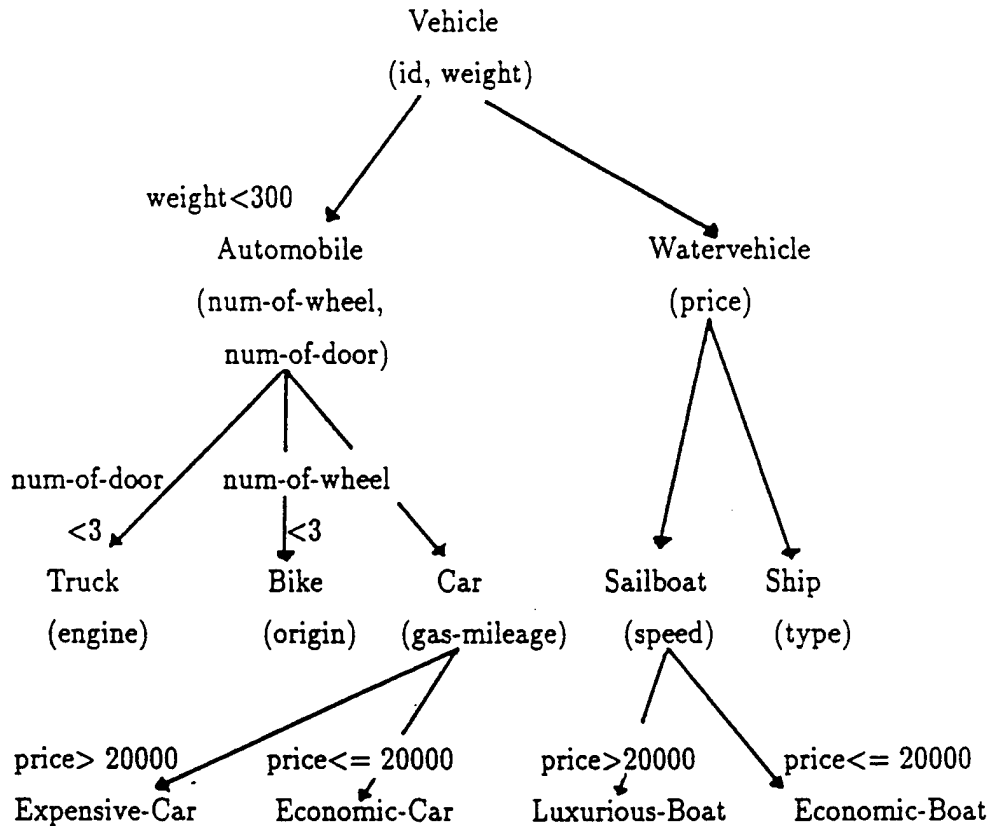 Vehicle
(id, weight)
weight<300
Automobile
Watervehicle
(num-of-wheel,
(price)
num-of-door)
num-of-door
num-of-wheel
<3
<3
Truck
Bike
Car
Sailboat
Ship
(engine)
(origin)
(gas-mileage)
(speed)
(type)
price> 20000
price<= 20000
price>20000
price<= 20000
Expensive-Car
Economic-Car
Luxurious-Boat
Economic-Boat